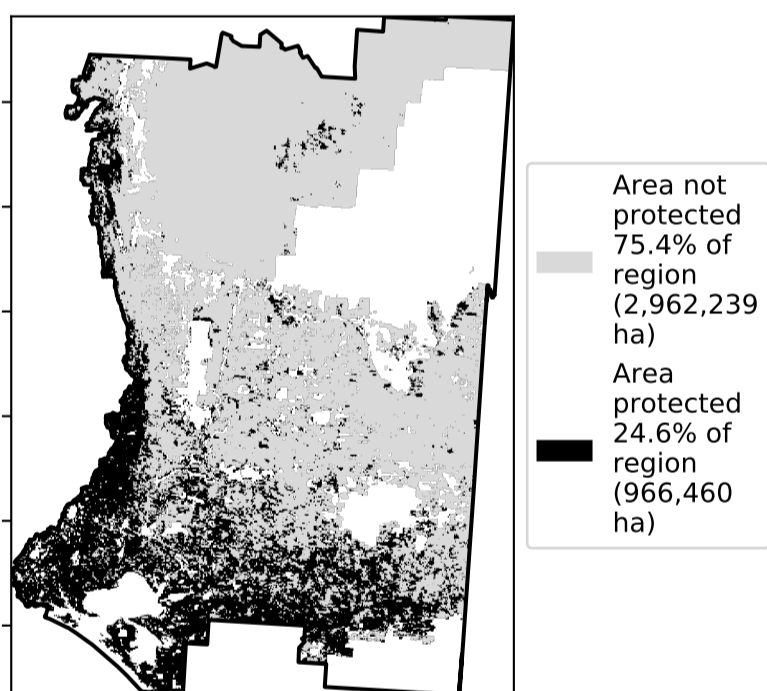 Area not
protected
75.4% of
region
(2,962,239
ha)
Area
protected
24.6% of
region
(966,460
ha)